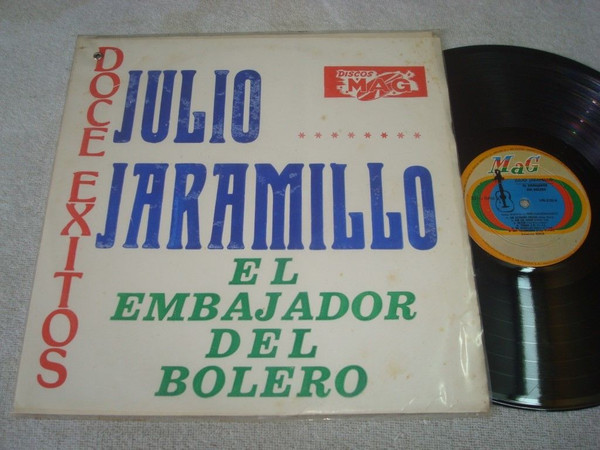 DOCE EXITOS
JULIO
JARAMILLO
DISCOS
MAG
EL
EMBAJADOR
DEL
BOLERO
MaG